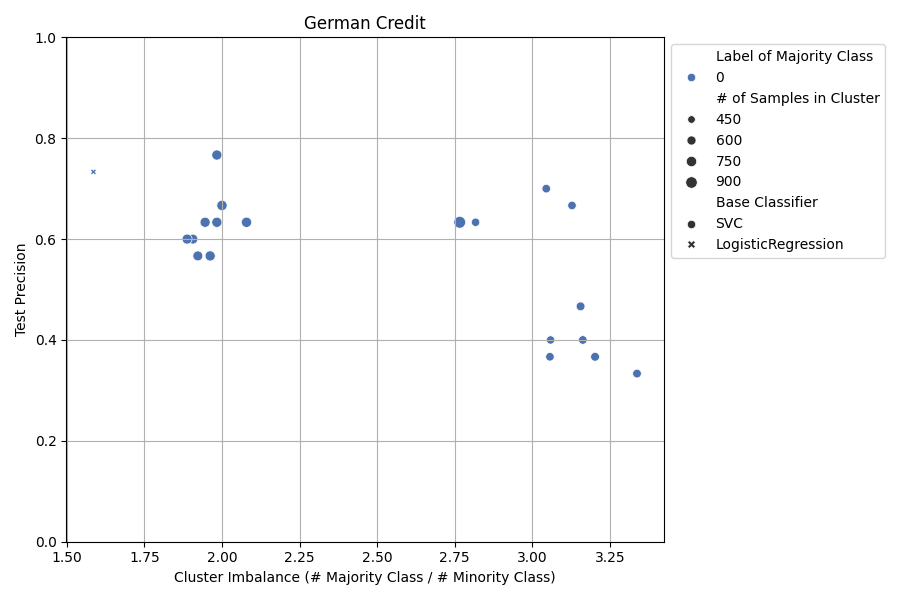 German Credit
1.0
0.8
0.6
0.4
0.2
0.0
Test Precision
1.50 1.75 2.00 2.25 2.50 2.75 3.00 3.25
Cluster Imbalance (# Majority Class / # Minority Class)
Label of Majority Class
0
# of Samples in Cluster
450
600
750
900
Base Classifier
SVC
LogisticRegression